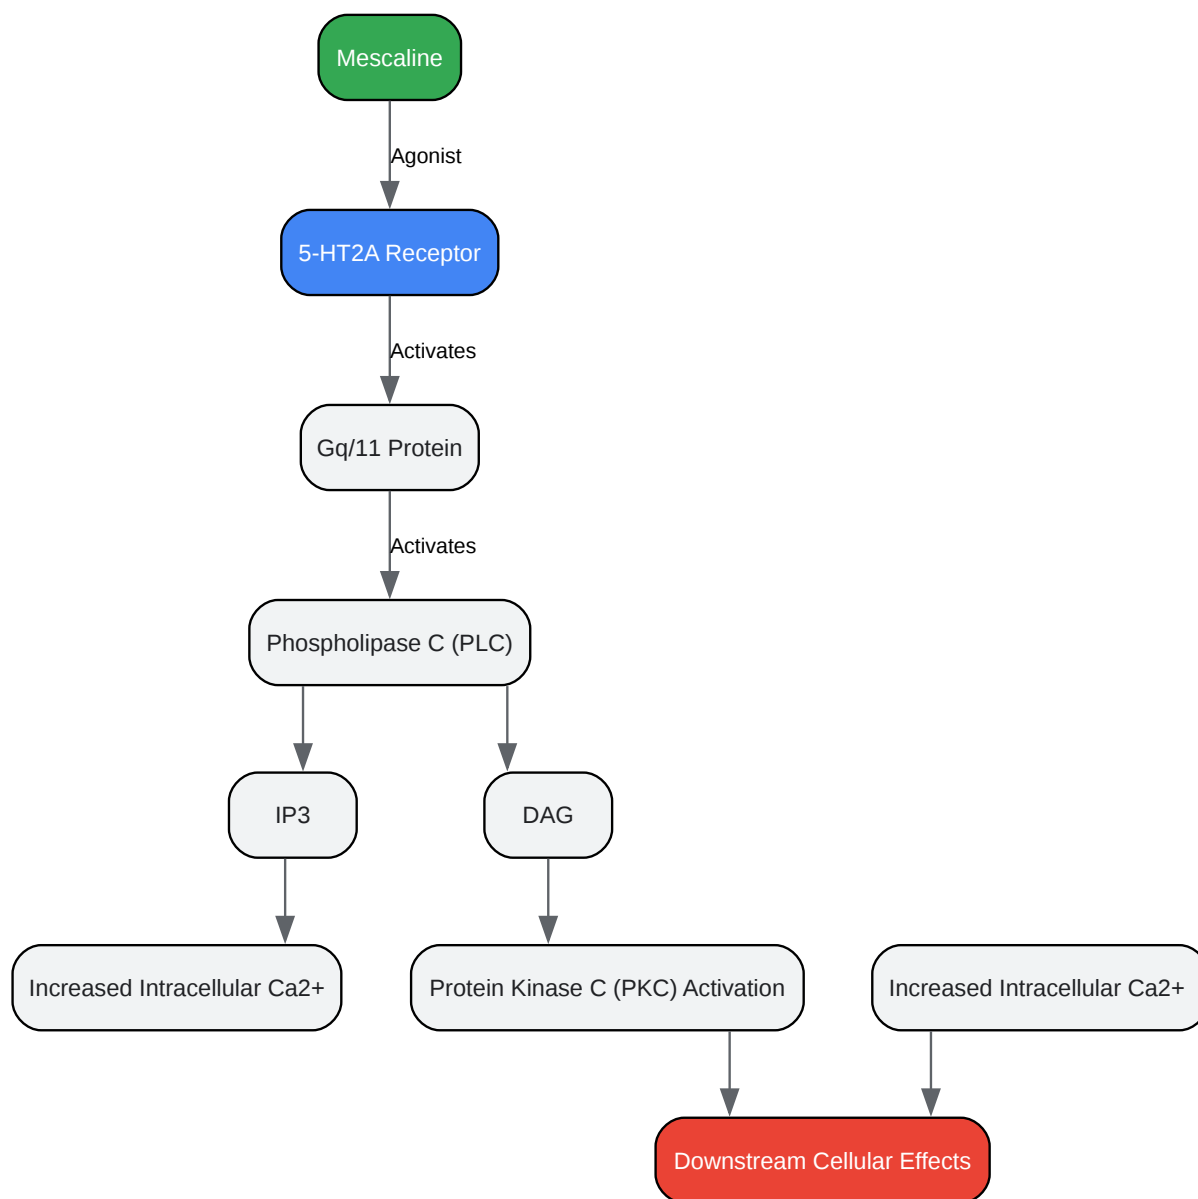 Mescaline
Agonist
5-HT2A Receptor
Activates
Gq/11 Protein
Activates
Phospholipase C (PLC)
IP3
DAG
Increased Intracellular Ca2+
Protein Kinase C (PKC) Activation
Increased Intracellular Ca2+
Downstream Cellular Effects